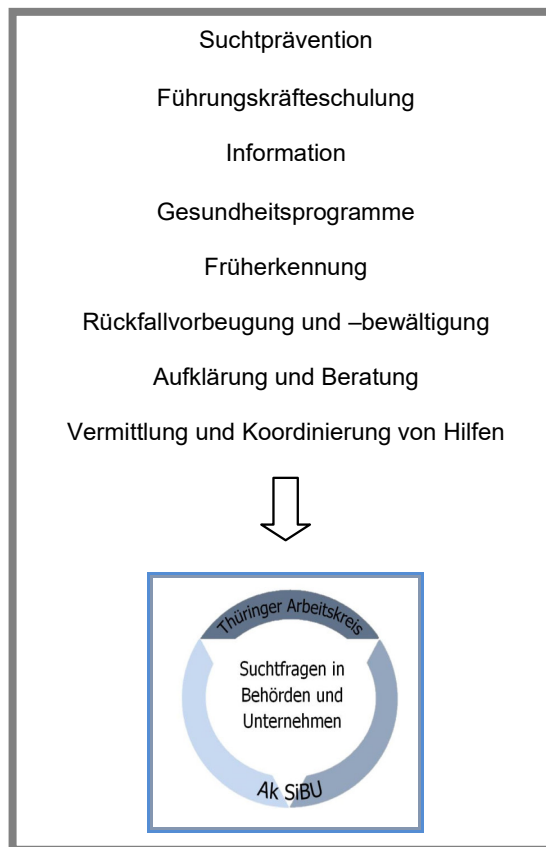 Suchtprävention
Führungskräfteschulung
Information
Gesundheitsprogramme
Früherkennung
Rückfallvorbeugung und –bewältigung
Aufklärung und Beratung
Vermittlung und Koordinierung von Hilfen
Thüringer Arbeitskreis
Suchtfragen in
Behörden und
Unternehmen
Ak SiBU